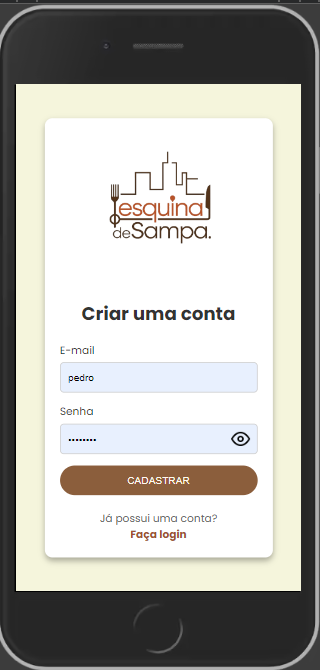 esquina
de Sampa.
Criar uma conta
E-mail
pedro
Senha
••••••••
CADASTRAR
Já possui uma conta?
Faça login